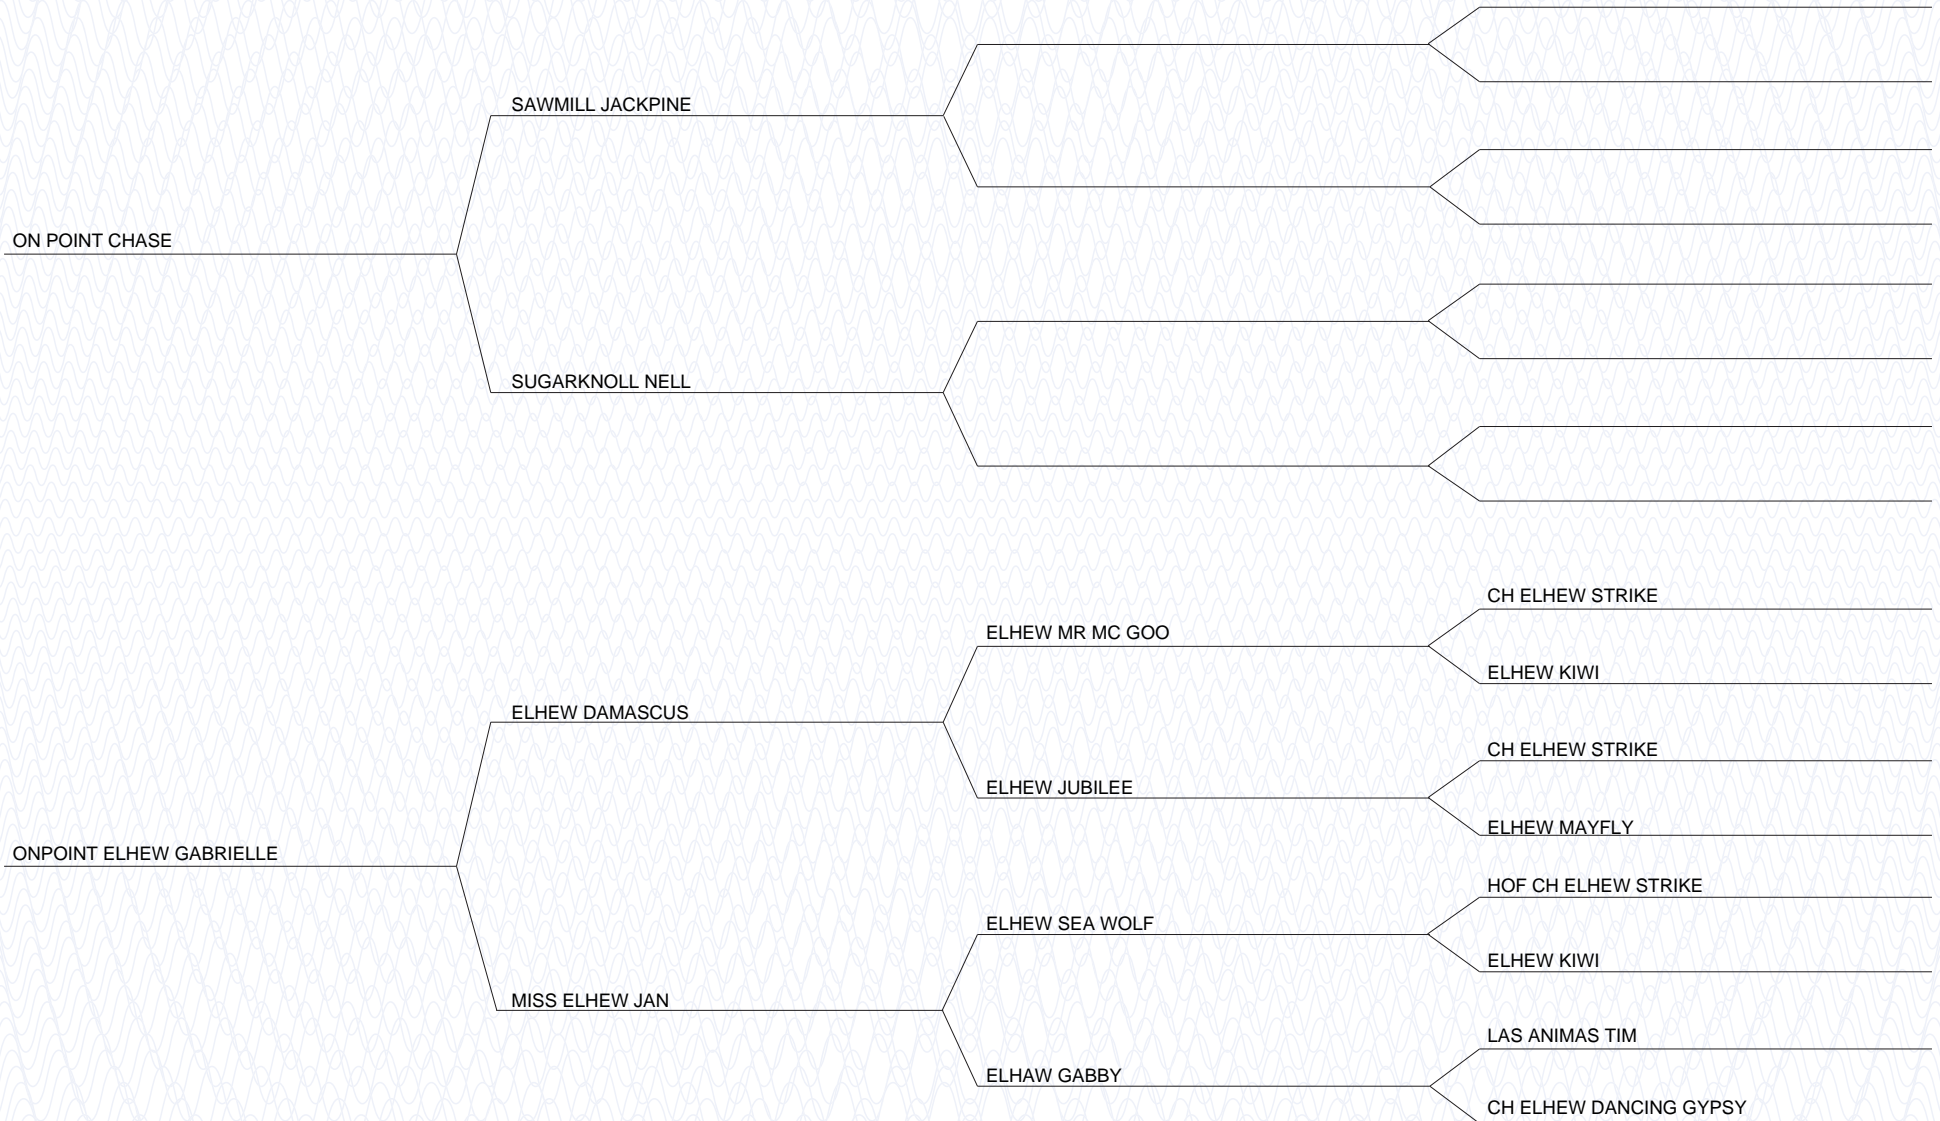 SAWMILL JACKPINE
ON POINT CHASE
SUGARKNOLL NELL
CH ELHEW STRIKE
ELHEW MR MC GOO
ELHEW KIWI
ELHEW DAMASCUS
CH ELHEW STRIKE
ELHEW JUBILEE
ELHEW MAYFLY
ONPOINT ELHEW GABRIELLE
HOF CH ELHEW STRIKE
ELHEW SEA WOLF
ELHEW KIWI
MISS ELHEW JAN
LAS ANIMAS TIM
ELHAW GABBY
CH ELHEW DANCING GYPSY